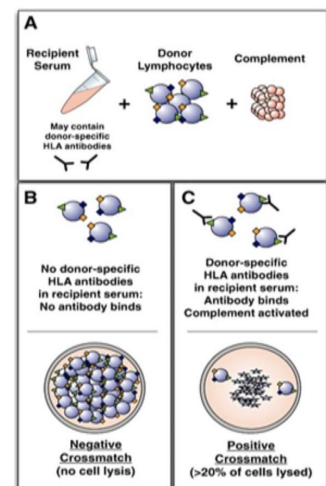 A
Recipient
Serum
Donor
Lymphocytes
Complement
+
+
May contain
donor-specific
HLA antibodies
B
No donor-specific
HLA antibodies
in recipient serum:
No antibody binds
Negative
Crossmatch
(no cell lysis)
C
Donor-specific
HLA antibodies
in recipient serum:
Antibody binds
Complement activated
Positive
Crossmatch
(>20% of cells lysed)